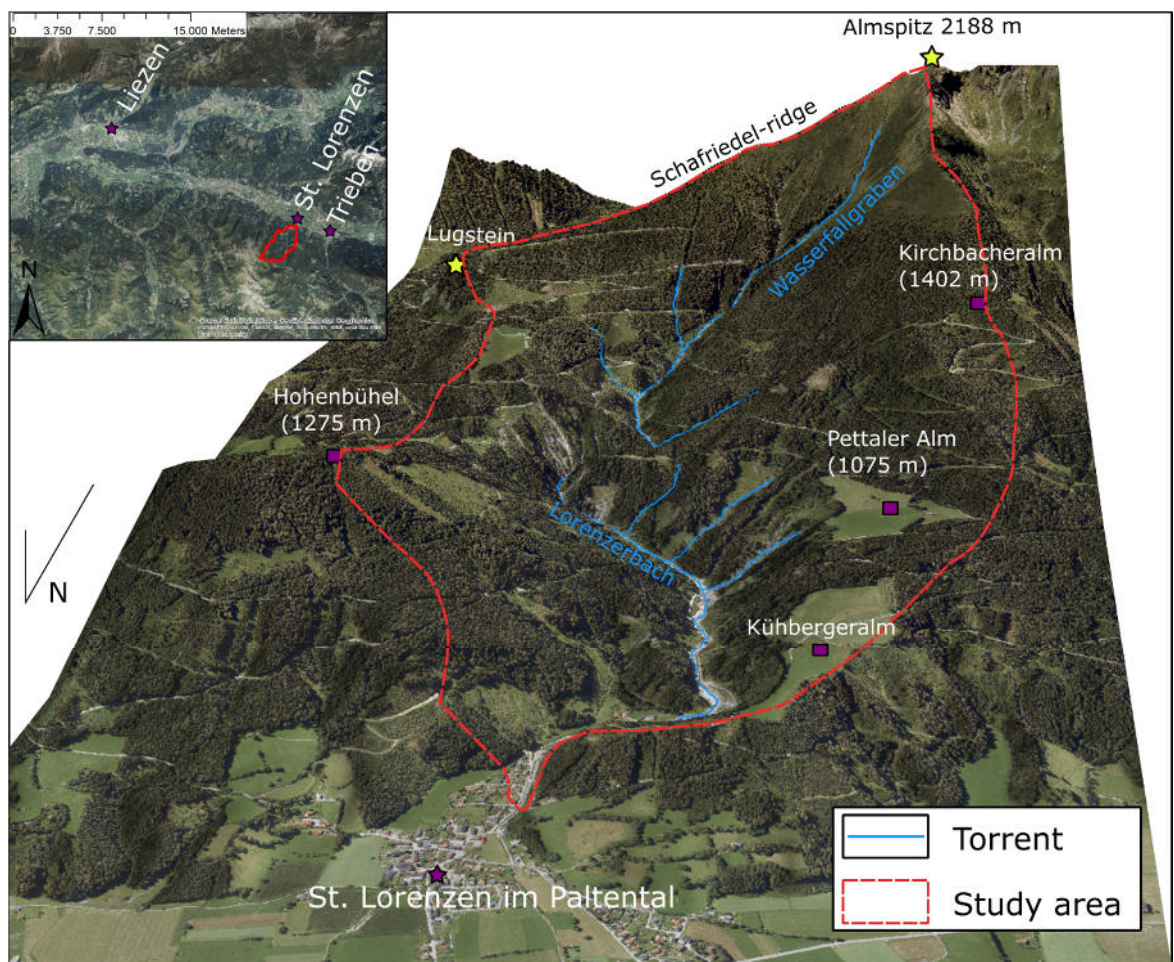 0 3.750 7.500 15.000 Meters
Liezen
St. Lorenzen
Trieben
N
Almspitz 2188 m
Schafriedel-ridge
Lugstein
Wasserfallgraben
Kirchbacheralm
(1402 m)
Hohenbühel
(1275 m)
Pettaler Alm
(1075 m)
Lorenzerbach
N
Kühbergeralm
St. Lorenzen im Paltental
Torrent
Study area